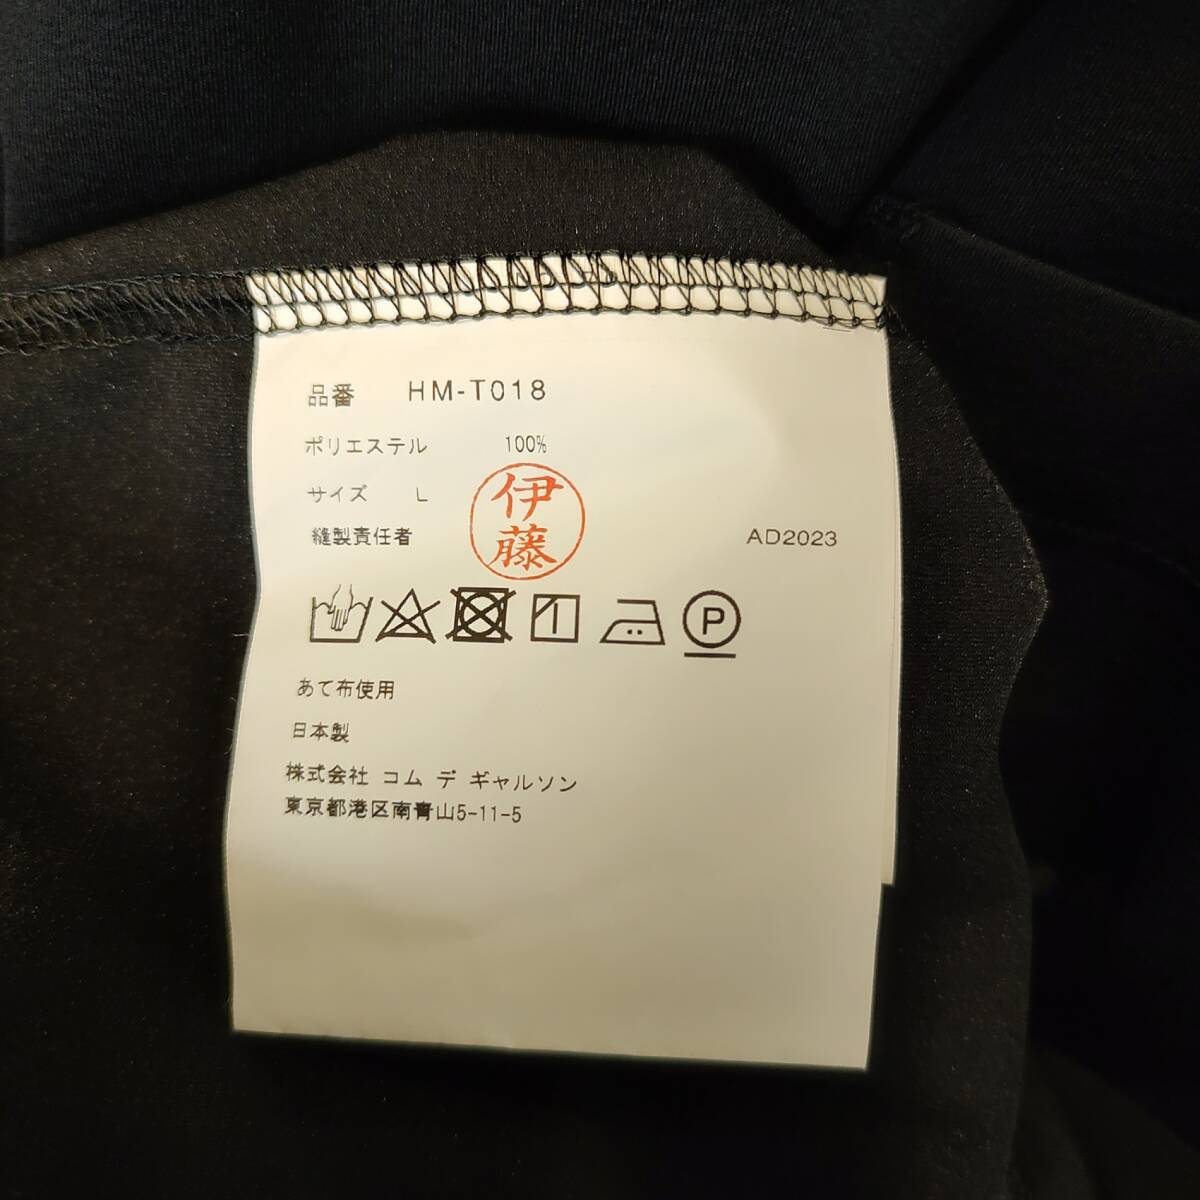 品番 HM-T018
ポリエステル 100%
サイズ L
縫製責任者 伊藤 AD2023
P
あて布使用
日本製
株式会社 コム デ ギャルソン
東京都港区南青山5-11-5